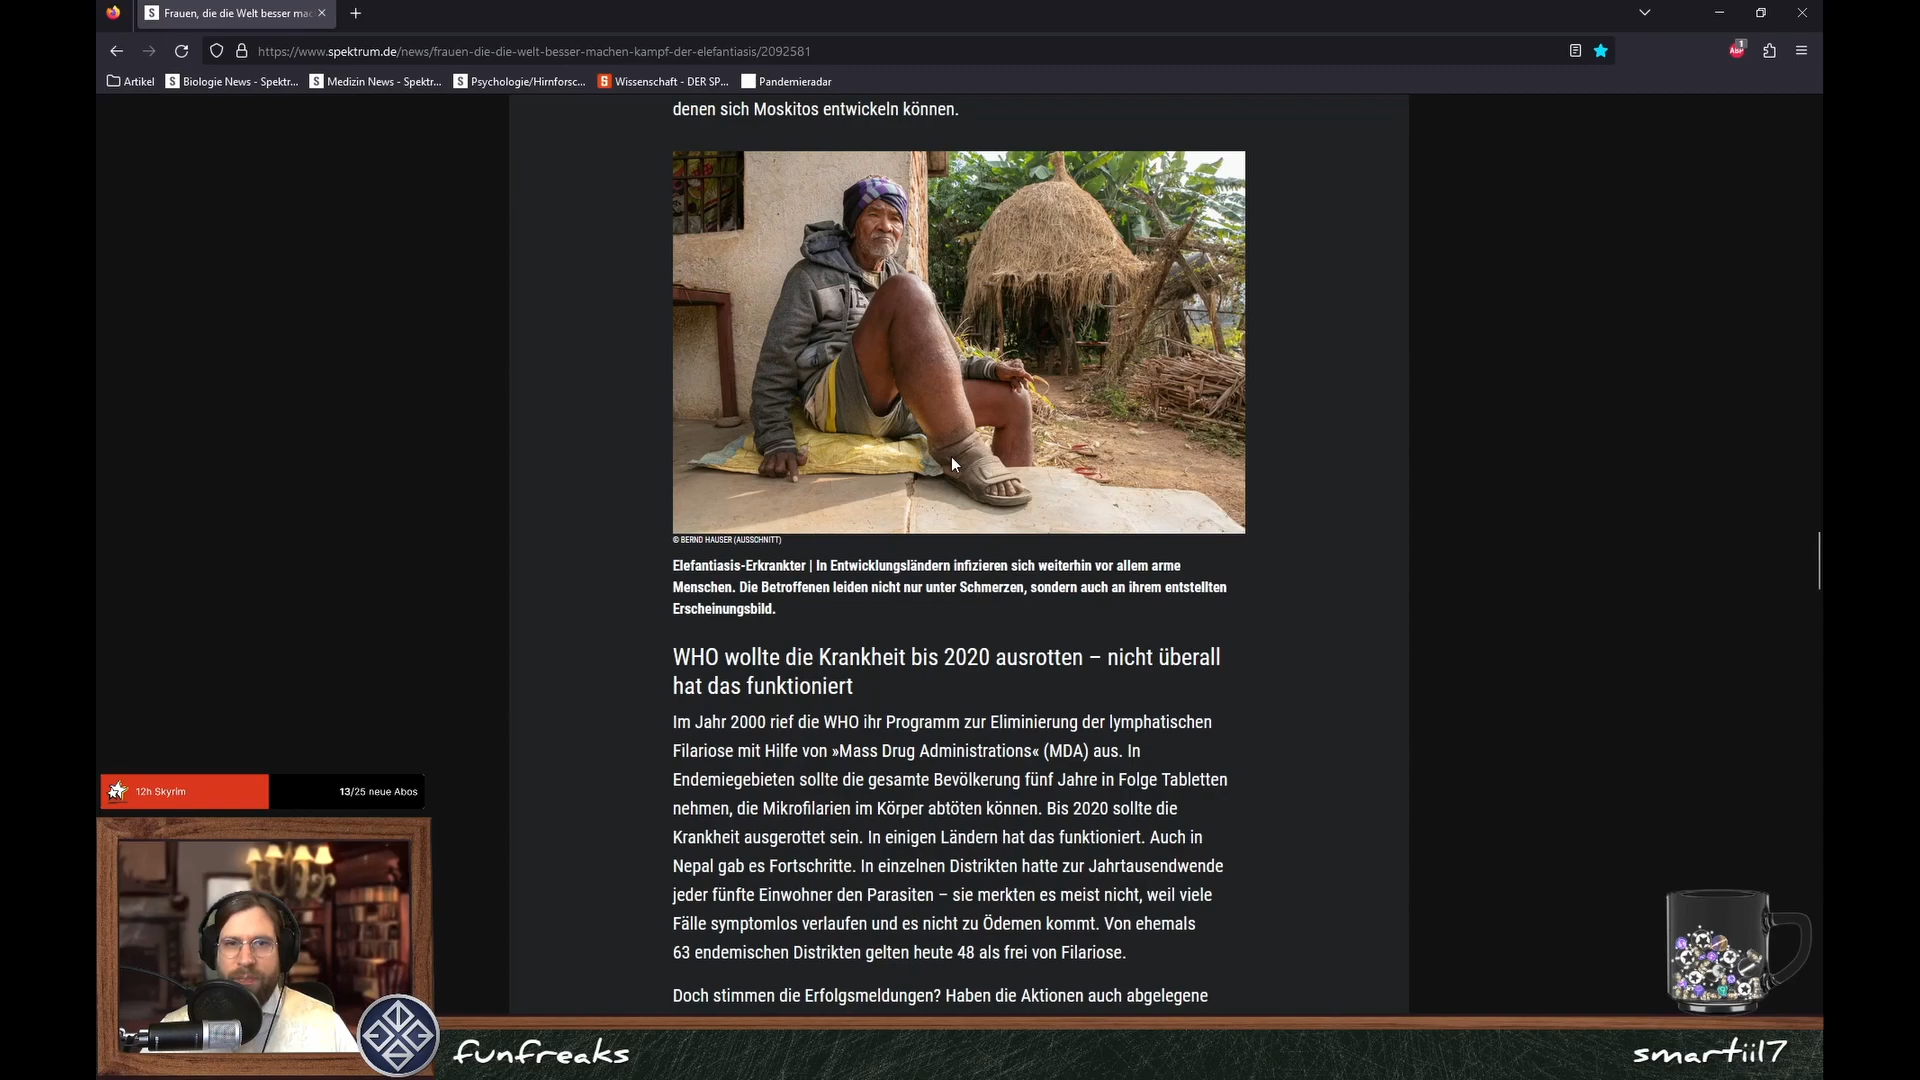 Frauen, die die Welt besser mac
https://www.spektrum.de/news/frauen-die-die-welt-besser-machen-kampf-der-elefantiasis/2092581
1
ABP
Artikel
S Biologie News - Spektr...
S Medizin News - Spektr...
S Psychologie/Hirnforsc...
S Wissenschaft - DER SP...
Pandemieradar
denen sich Moskitos entwickeln können.
© BERND HAUSER (AUSSCHNITT)
Elefantiasis-Erkrankter | In Entwicklungsländern infizieren sich weiterhin vor allem arme
Menschen. Die Betroffenen leiden nicht nur unter Schmerzen, sondern auch an ihrem entstellten
Erscheinungsbild.
WHO wollte die Krankheit bis 2020 ausrotten – nicht überall
hat das funktioniert
Im Jahr 2000 rief die WHO ihr Programm zur Eliminierung der lymphatischen
Filariose mit Hilfe von »Mass Drug Administrations« (MDA) aus. In
Endemiegebieten sollte die gesamte Bevölkerung fünf Jahre in Folge Tabletten
nehmen, die Mikrofilarien im Körper abtöten können. Bis 2020 sollte die
Krankheit ausgerottet sein. In einigen Ländern hat das funktioniert. Auch in
Nepal gab es Fortschritte. In einzelnen Distrikten hatte zur Jahrtausendwende
jeder fünfte Einwohner den Parasiten – sie merkten es meist nicht, weil viele
Fälle symptomlos verlaufen und es nicht zu Ödemen kommt. Von ehemals
63 endemischen Distrikten gelten heute 48 als frei von Filariose.
Doch stimmen die Erfolgsmeldungen? Haben die Aktionen auch abgelegene
12h Skyrim
13/25 neue Abos
funfreaks
smartiil7